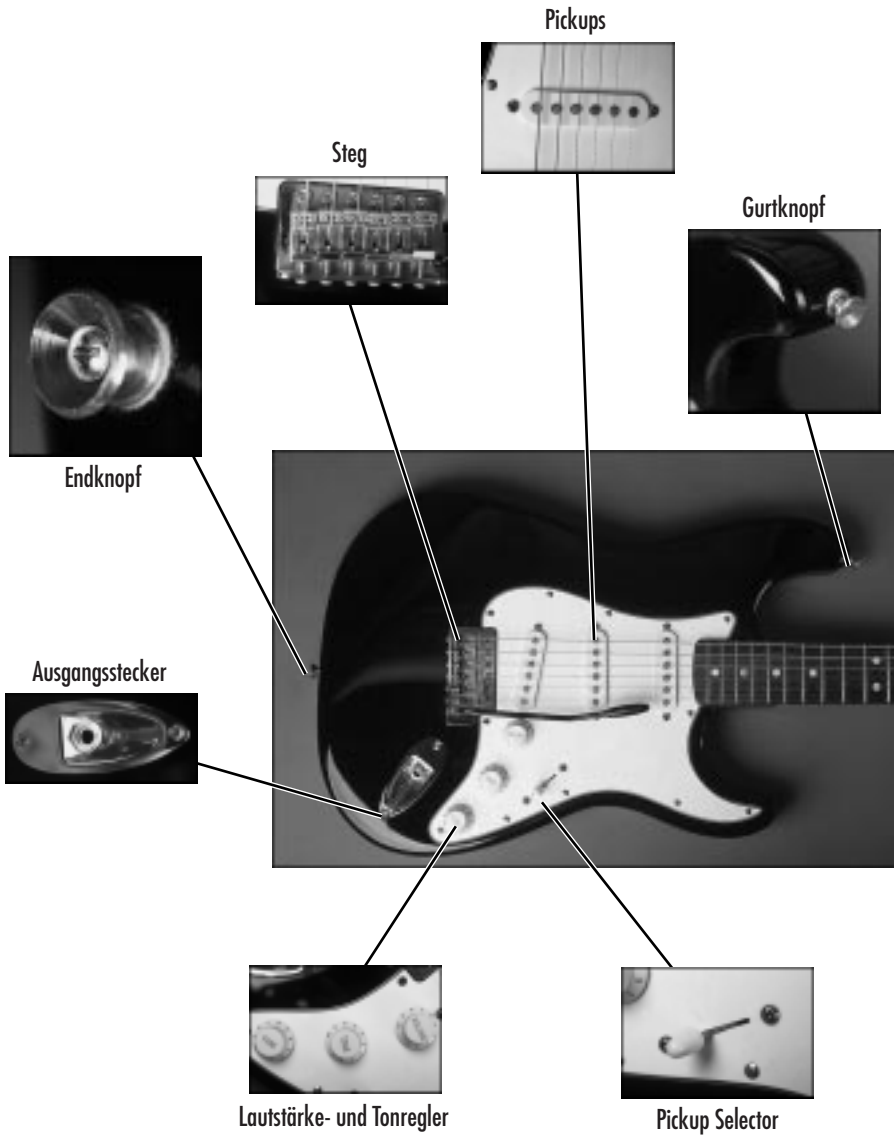 Pickups
Steg
Gurtknopf
Endknopf
Ausgangsstecker
Lautstärke- und Tonregler
Pickup Selector